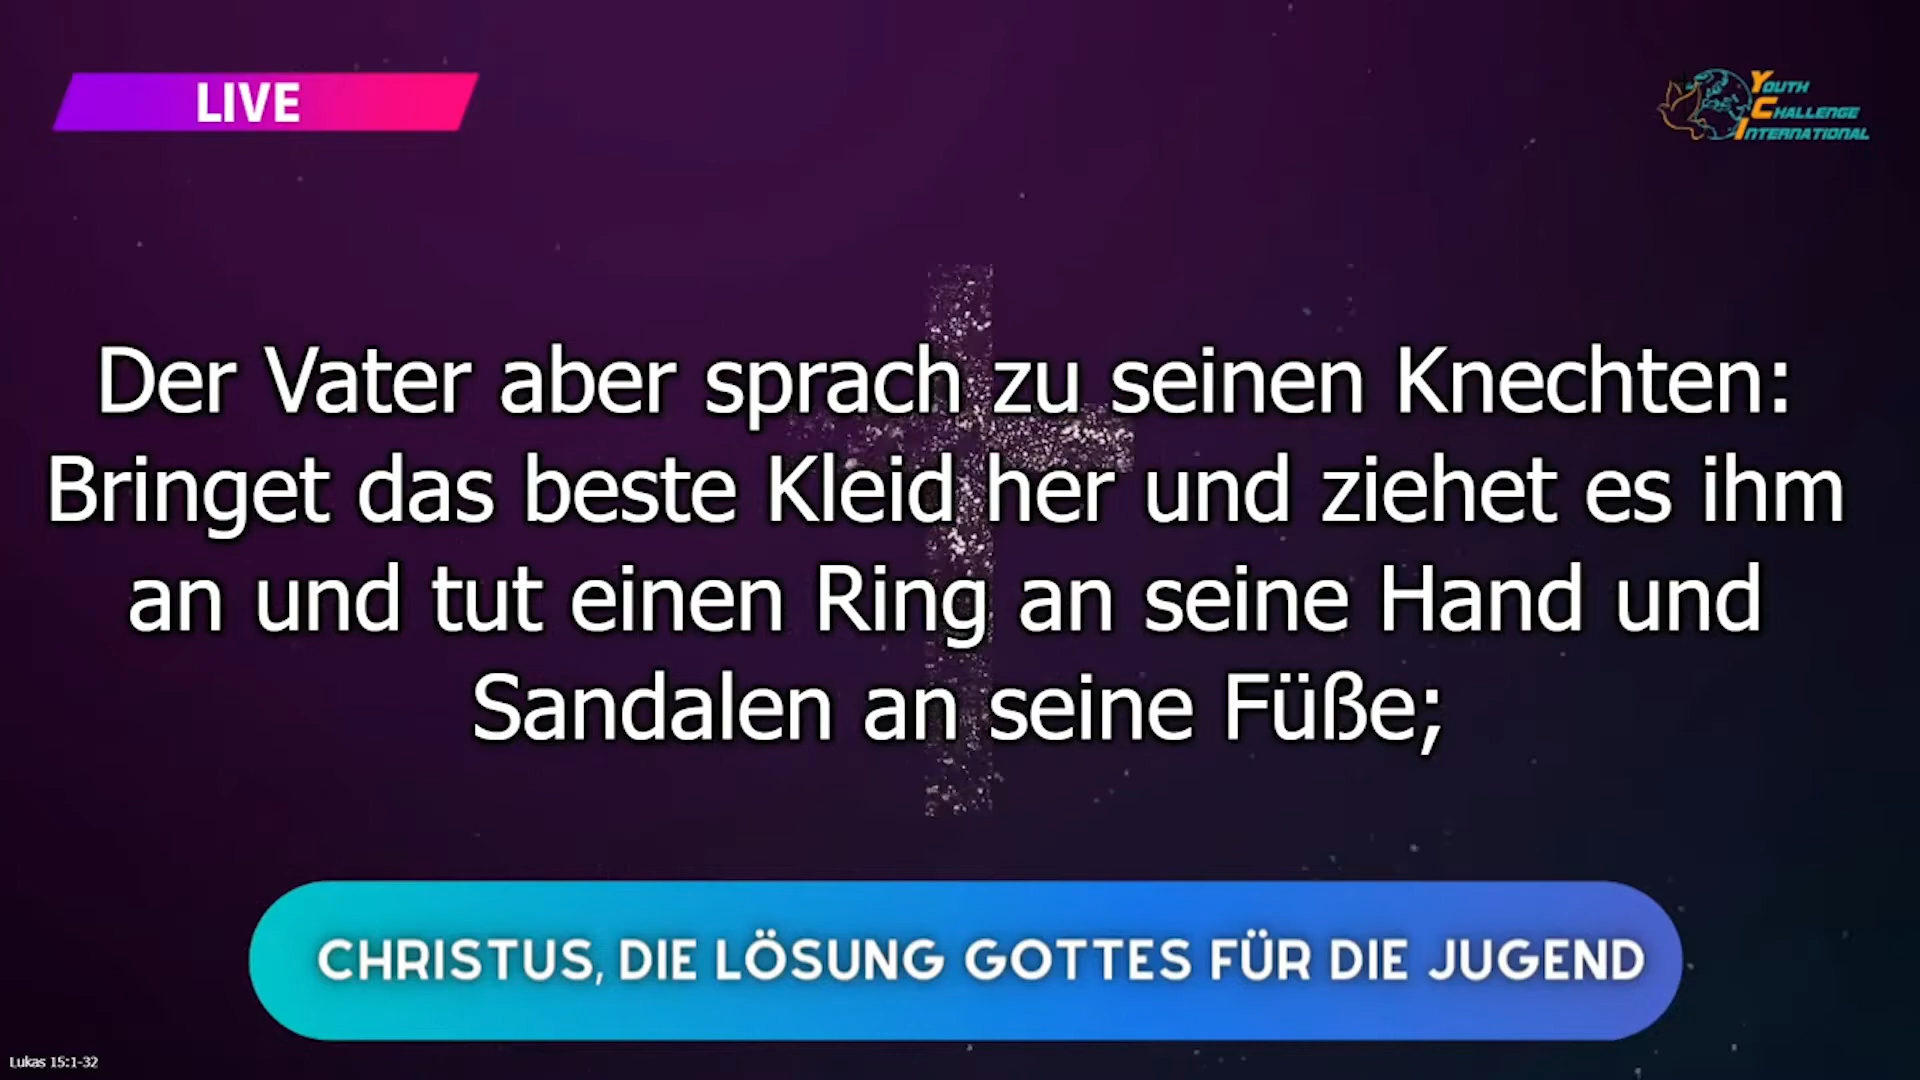 LIVE
YOUTH
CHALLENGE
INTERNATIONAL
Der Vater aber sprach zu seinen Knechten:
Bringet das beste Kleid her und ziehet es ihm
an und tut einen Ring an seine Hand und
Sandalen an seine Füße;
CHRISTUS, DIE LÖSUNG GOTTES FÜR DIE JUGEND
Lukas 15:1-32